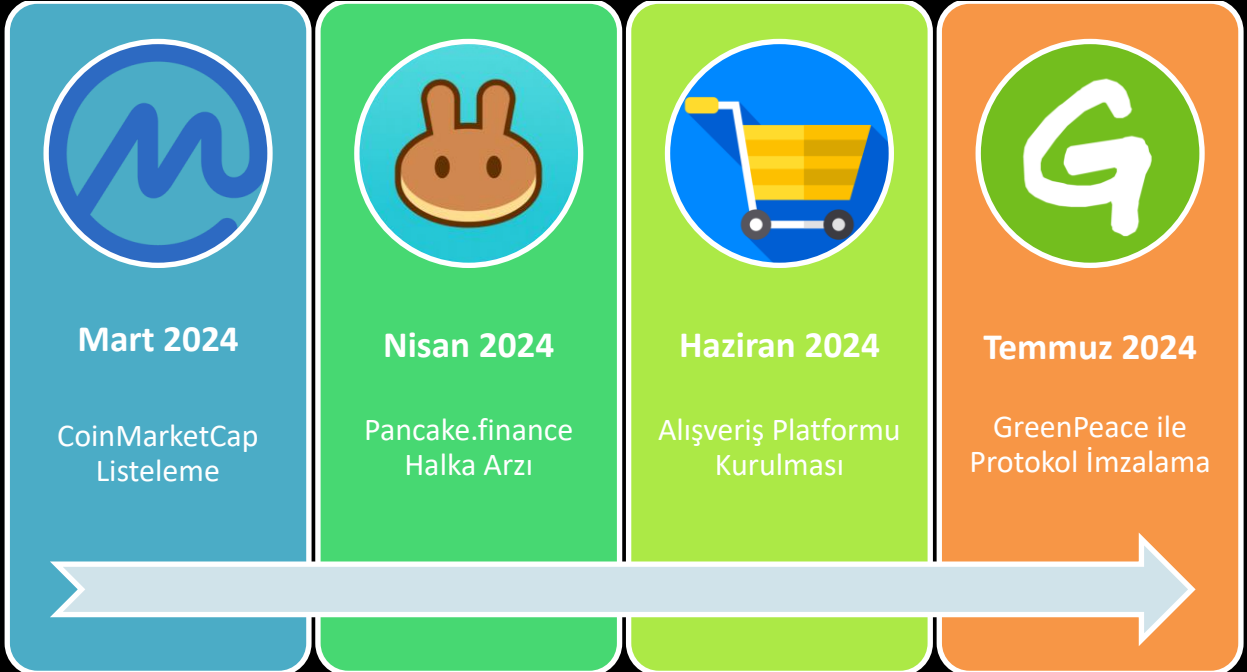 Mart 2024
CoinMarketCap
Listeleme
Nisan 2024
Pancake.finance
Halka Arzı
Haziran 2024
Alışveriş Platformu
Kurulması
Temmuz 2024
GreenPeace ile
Protokol İmzalama